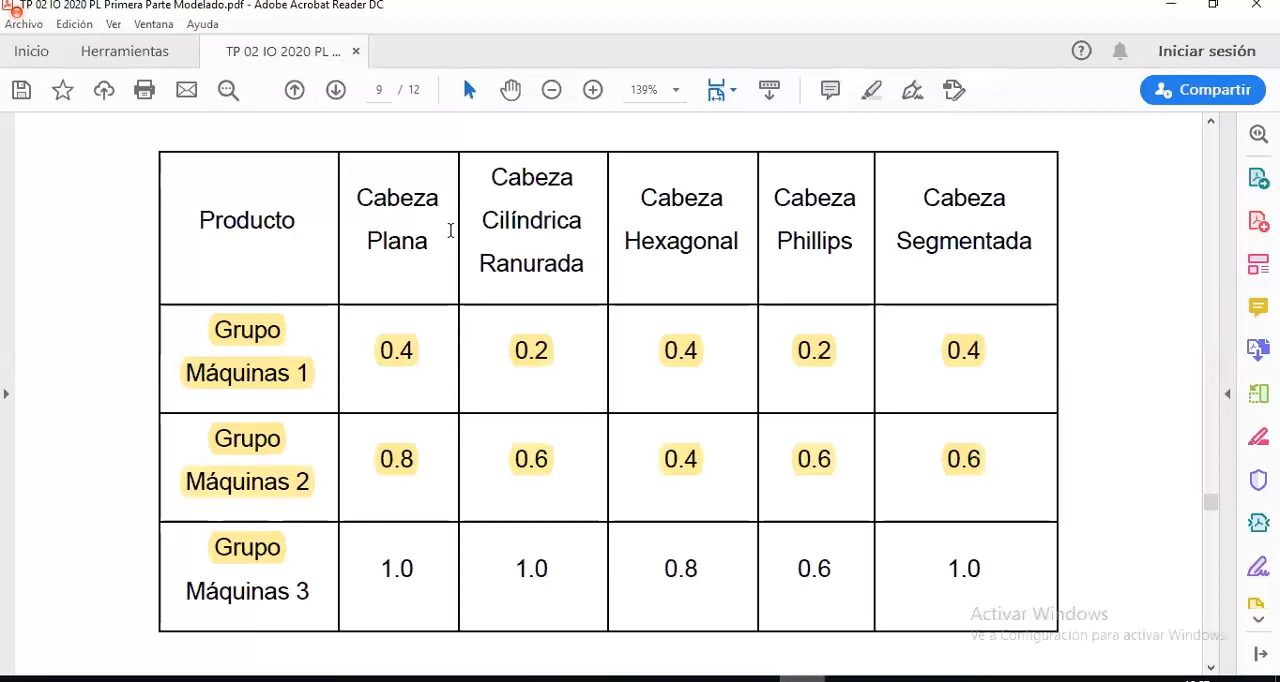 TP 02 IO 2020 PL Primera Parte Modelado.pdf - Adobe Acrobat Reader DC
Archivo Edición Ver Ventana Ayuda
Inicio Herramientas TP 02 IO 2020 PL ... × Iniciar sesión
9 / 12 139% Compartir
Producto
Cabeza
Plana
Cabeza
Cilíndrica
Ranurada
Cabeza
Hexagonal
Cabeza
Phillips
Cabeza
Segmentada
Grupo
Máquinas 1
0.4 0.2 0.4 0.2 0.4
Grupo
Máquinas 2
0.8 0.6 0.4 0.6 0.6
Grupo
Máquinas 3
1.0 1.0 0.8 0.6 1.0
Activar Windows
Ve a Configuración para activar Windows.